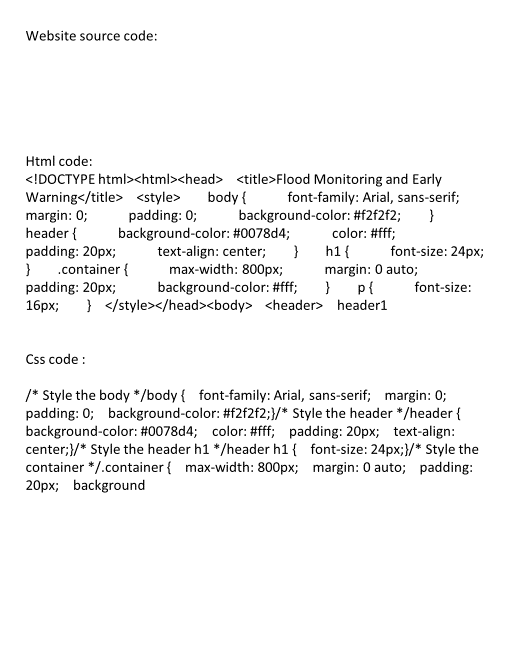 Website source code:
Html code:
<!DOCTYPE html><html><head>    <title>Flood Monitoring and Early
Warning</title>    <style>        body {            font-family: Arial, sans-serif;
margin: 0;            padding: 0;            background-color: #f2f2f2;        }
header {            background-color: #0078d4;            color: #fff;
padding: 20px;            text-align: center;        }        h1 {            font-size: 24px;
}        .container {            max-width: 800px;            margin: 0 auto;
padding: 20px;            background-color: #fff;        }        p {            font-size:
16px;        }    </style></head><body>    <header>    header1
Css code :
/* Style the body */body {    font-family: Arial, sans-serif;    margin: 0;
padding: 0;    background-color: #f2f2f2;}/* Style the header */header {
background-color: #0078d4;    color: #fff;    padding: 20px;    text-align:
center;}/* Style the header h1 */header h1 {    font-size: 24px;}/* Style the
container */.container {    max-width: 800px;    margin: 0 auto;    padding:
20px;    background